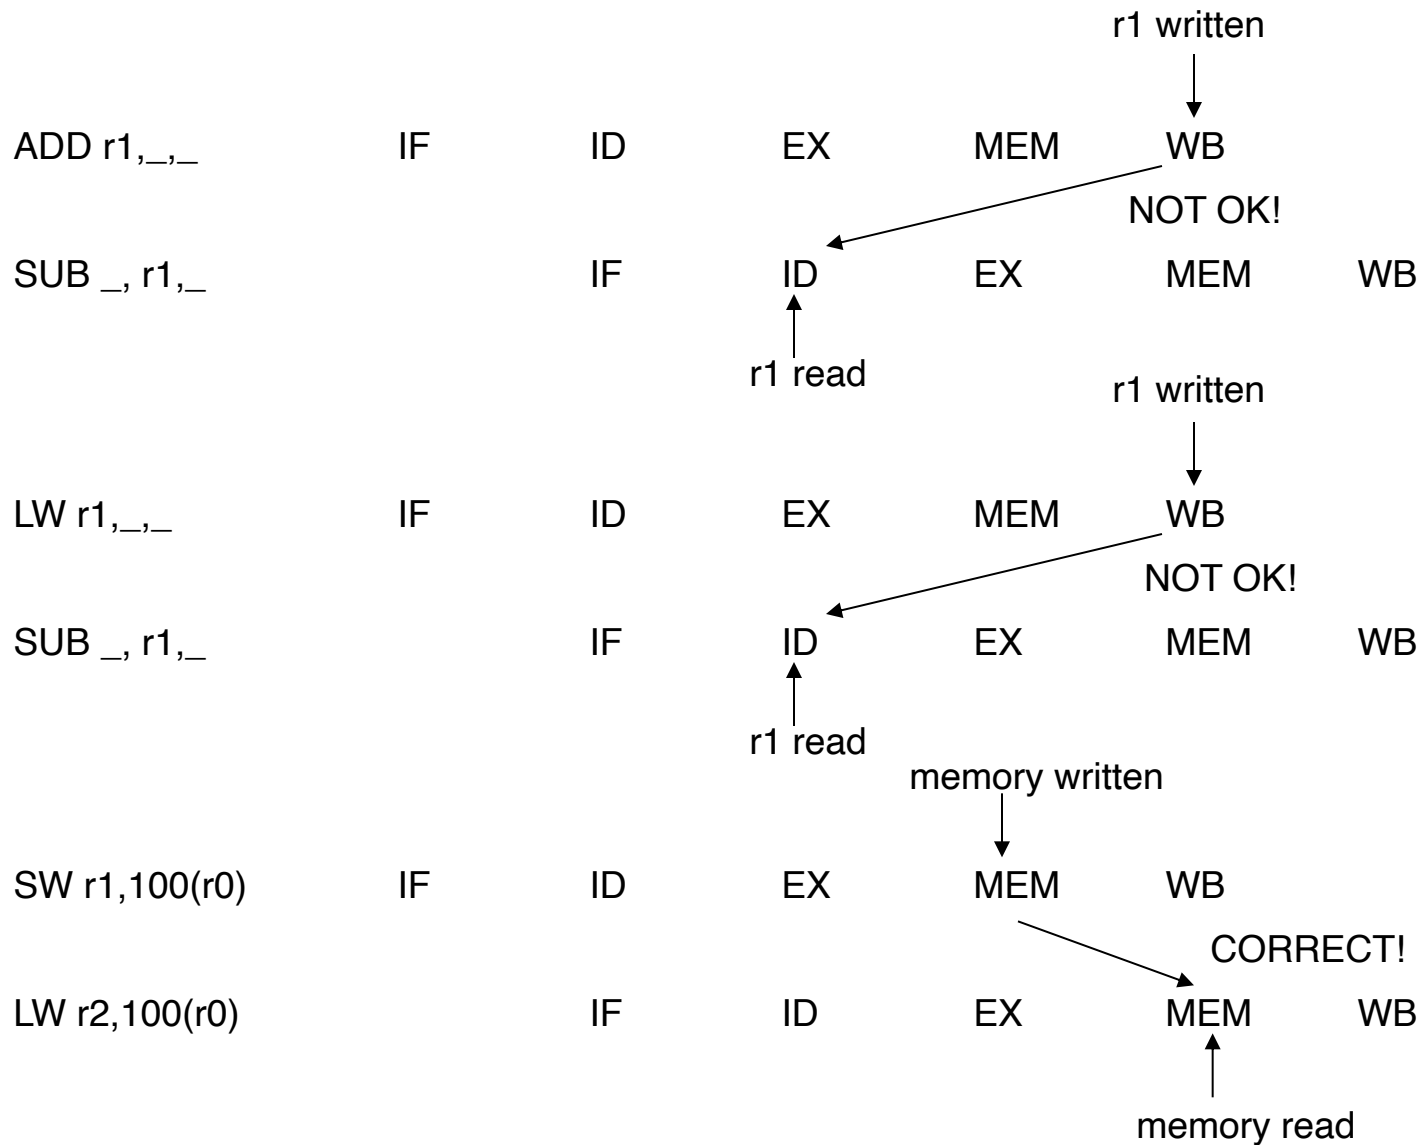 r1 written
ADD r1,_,_ IF ID EX MEM WB
NOT OK!
SUB _, r1,_ IF ID EX MEM WB
r1 read
r1 written
LW r1,_,_ IF ID EX MEM WB
NOT OK!
SUB _, r1,_ IF ID EX MEM WB
r1 read
memory written
SW r1,100(r0) IF ID EX MEM WB
CORRECT!
LW r2,100(r0) IF ID EX MEM WB
memory read